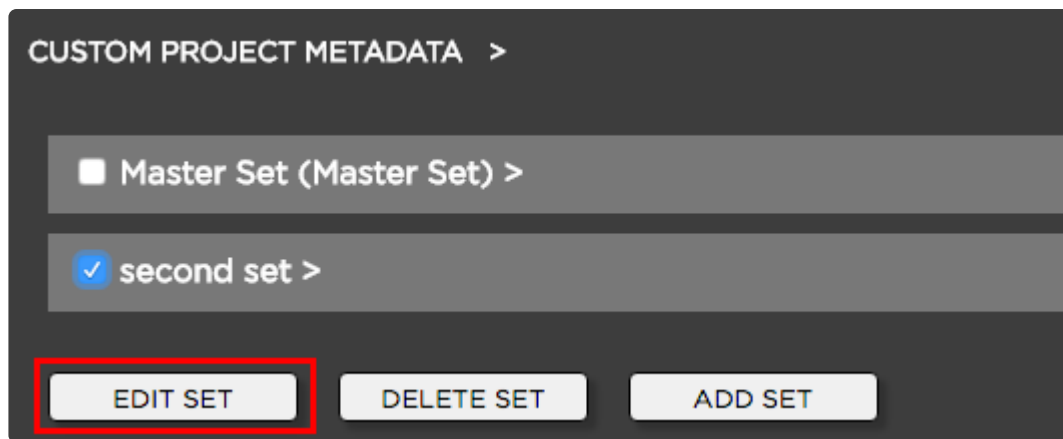 CUSTOM PROJECT METADATA >
Master Set (Master Set) >
second set >
EDIT SET DELETE SET ADD SET